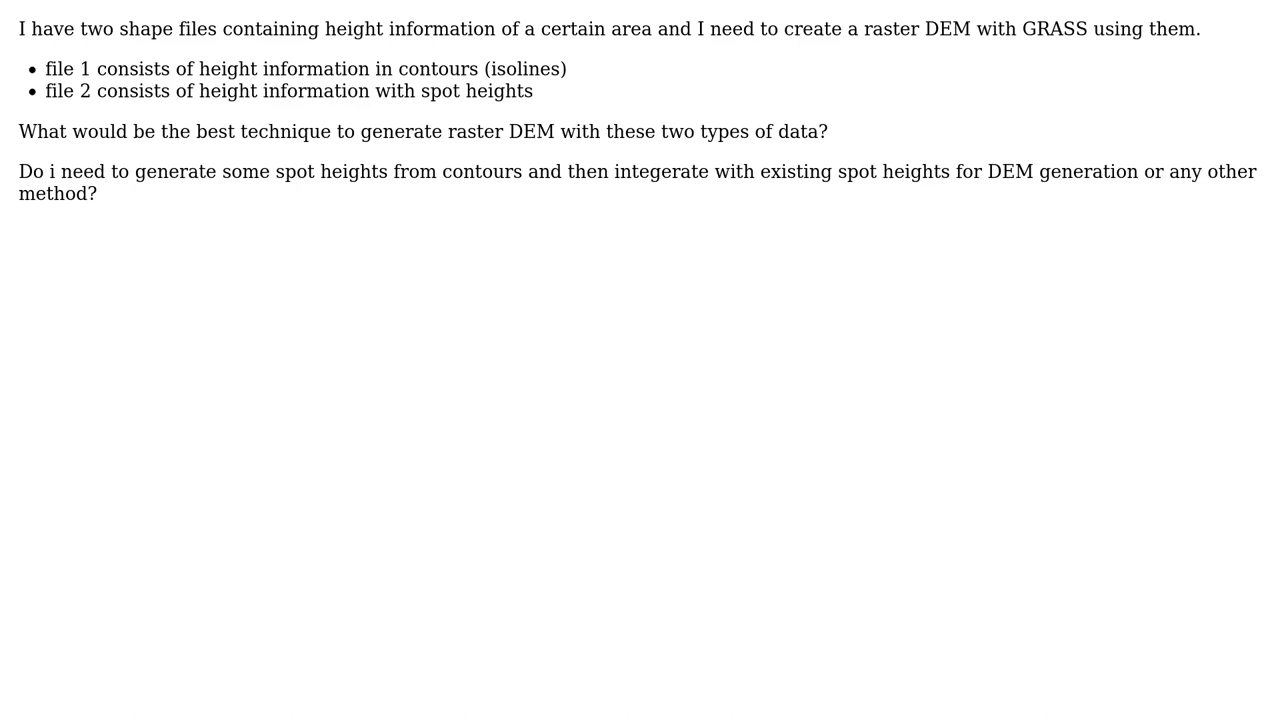 I have two shape files containing height information of a certain area and I need to create a raster DEM with GRASS using them.
• file 1 consists of height information in contours (isolines)
• file 2 consists of height information with spot heights
What would be the best technique to generate raster DEM with these two types of data?
Do i need to generate some spot heights from contours and then integerate with existing spot heights for DEM generation or any other
method?